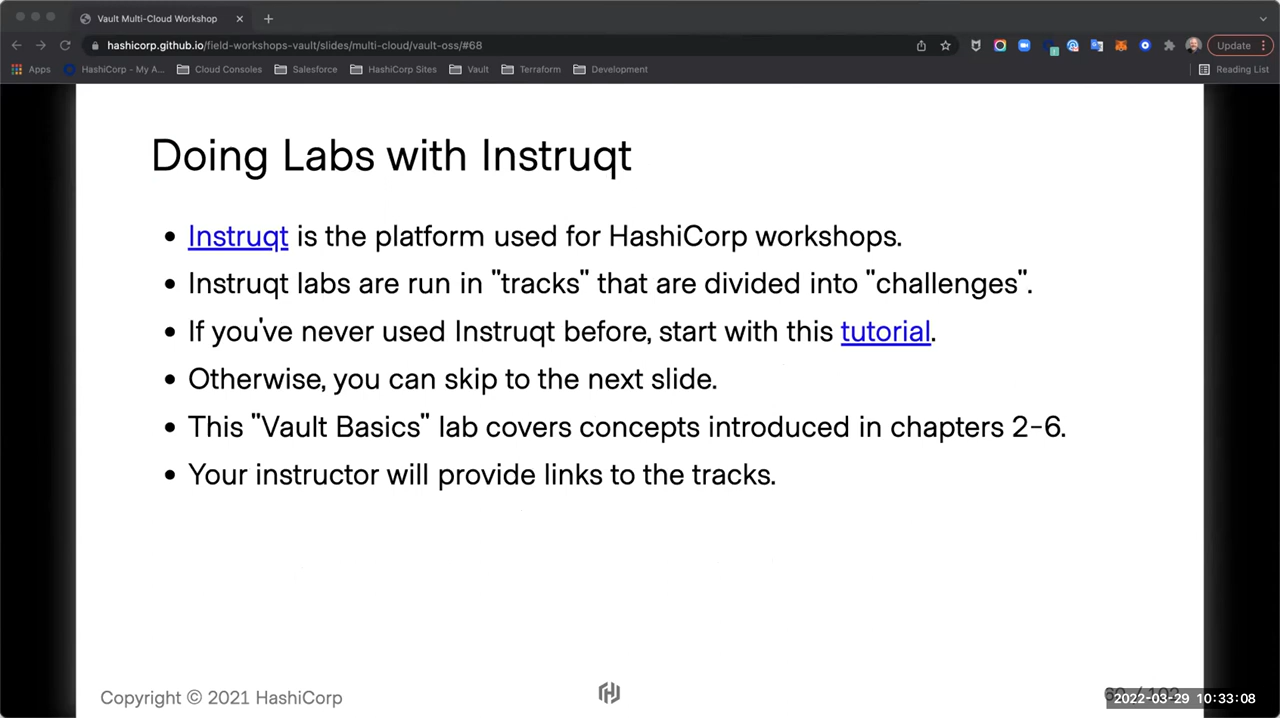 Vault Multi-Cloud Workshop
hashicorp.github.io/field-workshops-vault/slides/multi-cloud/vault-oss/#68
Update
Apps
HashiCorp - My A...
Cloud Consoles
Salesforce
HashiCorp Sites
Vault
Terraform
Development
Reading List
Doing Labs with Instruqt
• Instruqt is the platform used for HashiCorp workshops.
• Instruqt labs are run in "tracks" that are divided into "challenges".
• If you've never used Instruqt before, start with this tutorial.
• Otherwise, you can skip to the next slide.
• This "Vault Basics" lab covers concepts introduced in chapters 2-6.
• Your instructor will provide links to the tracks.
Copyright © 2021 HashiCorp
2022-03-29 10:33:08